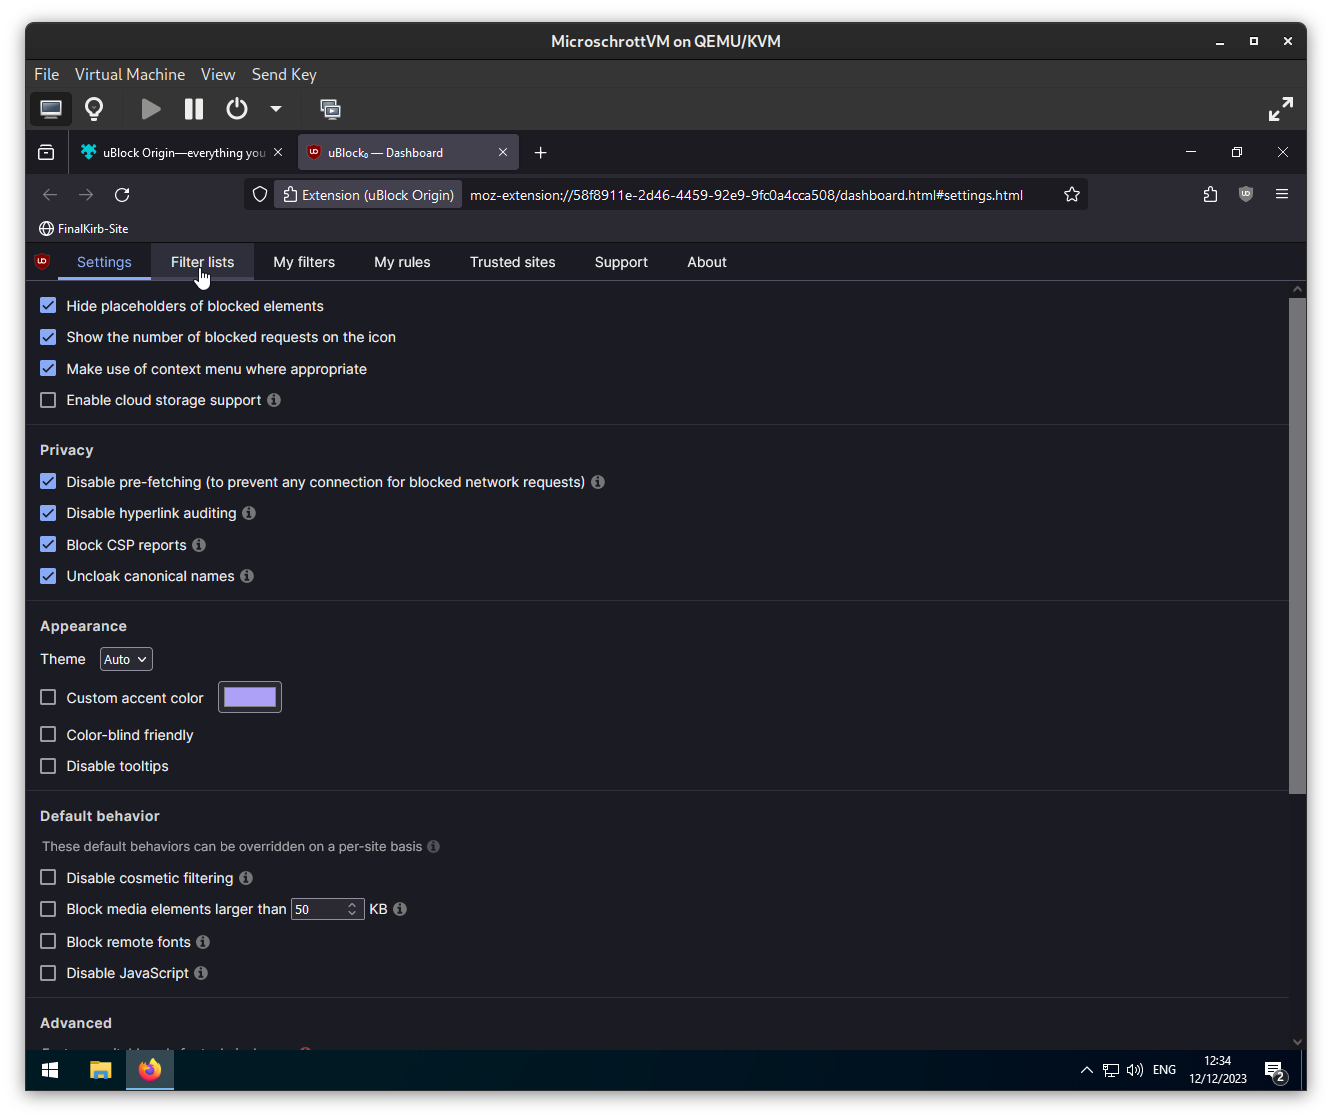 MicroschrottVM on QEMU/KVM
File Virtual Machine View Send Key
uBlock Origin—everything you
uBlock₀ — Dashboard
Extension (uBlock Origin) moz-extension://58f8911e-2d46-4459-92e9-9fc0a4cca508/dashboard.html#settings.html
FinalKirb-Site
Settings Filter lists My filters My rules Trusted sites Support About
Hide placeholders of blocked elements
Show the number of blocked requests on the icon
Make use of context menu where appropriate
Enable cloud storage support
Privacy
Disable pre-fetching (to prevent any connection for blocked network requests)
Disable hyperlink auditing
Block CSP reports
Uncloak canonical names
Appearance
Theme Auto
Custom accent color
Color-blind friendly
Disable tooltips
Default behavior
These default behaviors can be overridden on a per-site basis
Disable cosmetic filtering
Block media elements larger than 50 KB
Block remote fonts
Disable JavaScript
Advanced
ENG
12:34
12/12/2023
2